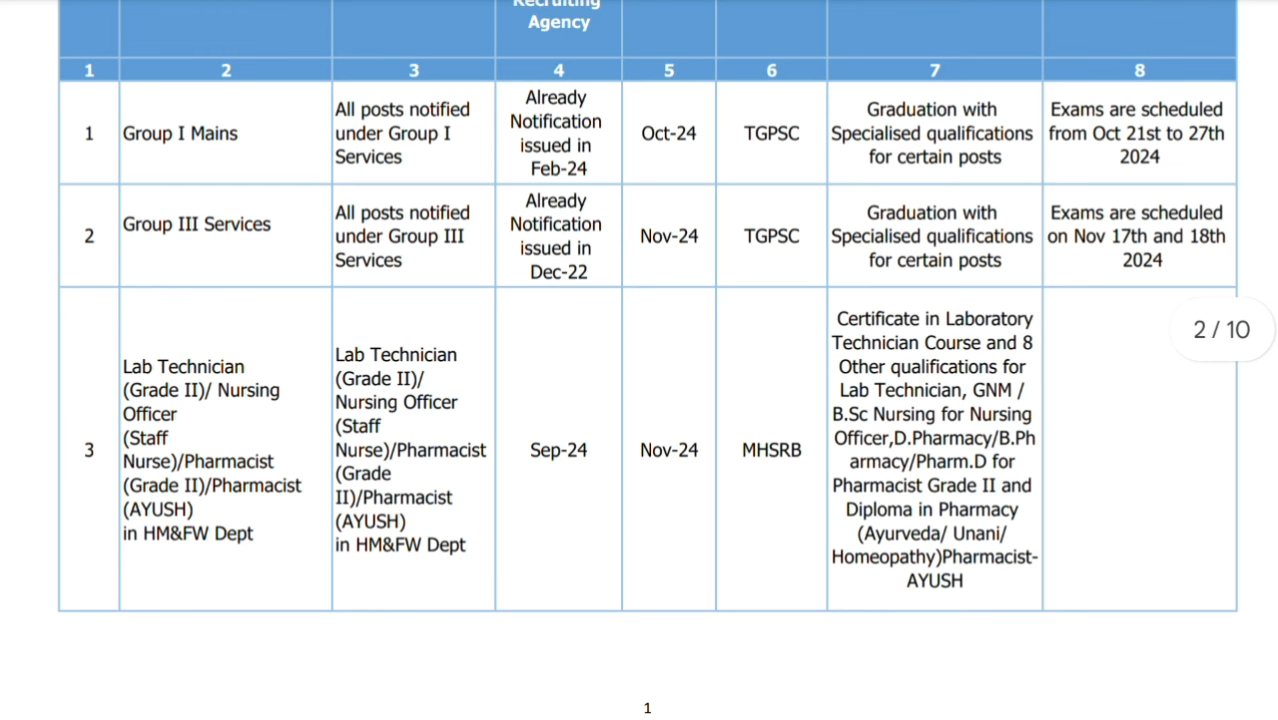 Recruiting
Agency
1 2 3 4 5 6 7 8
1
Group I Mains
All posts notified
under Group I
Services
Already
Notification
issued in
Feb-24
Oct-24
TGPSC
Graduation with
Specialised qualifications
for certain posts
Exams are scheduled
from Oct 21st to 27th
2024
2
Group III Services
All posts notified
under Group III
Services
Already
Notification
issued in
Dec-22
Nov-24
TGPSC
Graduation with
Specialised qualifications
for certain posts
Exams are scheduled
on Nov 17th and 18th
2024
3
Lab Technician
(Grade II)/ Nursing
Officer
(Staff
Nurse)/Pharmacist
(Grade II)/Pharmacist
(AYUSH)
in HM&FW Dept
Lab Technician
(Grade II)/
Nursing Officer
(Staff
Nurse)/Pharmacist
(Grade
II)/Pharmacist
(AYUSH)
in HM&FW Dept
Sep-24
Nov-24
MHSRB
Certificate in Laboratory
Technician Course and 8
Other qualifications for
Lab Technician, GNM /
B.Sc Nursing for Nursing
Officer,D.Pharmacy/B.Ph
armacy/Pharm.D for
Pharmacist Grade II and
Diploma in Pharmacy
(Ayurveda/ Unani/
Homeopathy)Pharmacist-
AYUSH
2 / 10
1